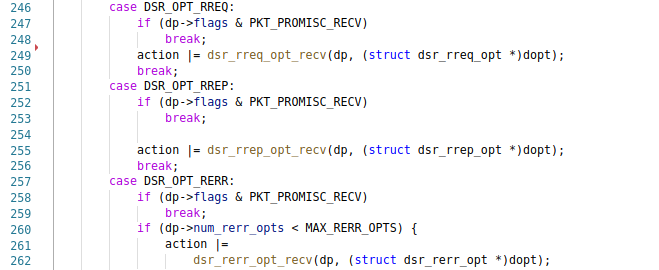 246 case DSR_OPT_RREQ:
247 if (dp->flags & PKT_PROMISC_RECV)
248 break;
249 action |= dsr_rreq_opt_recv(dp, (struct dsr_rreq_opt *)dopt);
250 break;
251 case DSR_OPT_RREP:
252 if (dp->flags & PKT_PROMISC_RECV)
253 break;
254
255 action |= dsr_rrep_opt_recv(dp, (struct dsr_rrep_opt *)dopt);
256 break;
257 case DSR_OPT_RERR:
258 if (dp->flags & PKT_PROMISC_RECV)
259 break;
260 if (dp->num_rerr_opts < MAX_RERR_OPTS) {
261 action |=
262 dsr_rerr_opt_recv(dp, (struct dsr_rerr_opt *)dopt);